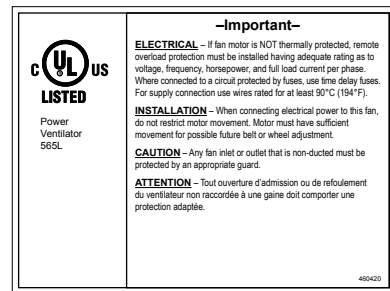 C UL US
LISTED
Power
Ventilator
565L
–Important–
ELECTRICAL – If fan motor is NOT thermally protected, remote
overload protection must be installed having adequate rating as to
voltage, frequency, horsepower, and full load current per phase.
Where connected to a circuit protected by fuses, use time delay fuses.
For supply connection use wires rated for at least 90°C (194°F).
INSTALLATION – When connecting electrical power to this fan,
do not restrict motor movement. Motor must have sufficient
movement for possible future belt or wheel adjustment.
CAUTION – Any fan inlet or outlet that is non-ducted must be
protected by an appropriate guard.
ATTENTION – Tout ouverture d'admission ou de refoulement
du ventilateur non raccordée à une gaine doit comporter une
protection adaptée.
460420